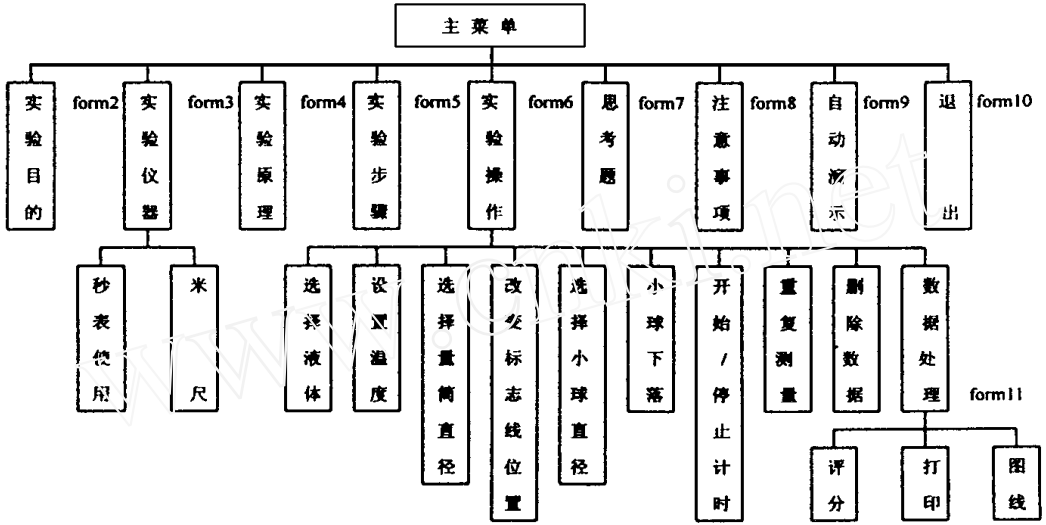 主菜单
实验目的
form2
实验仪器
form3
实验原理
form4
实验步骤
form5
实验操作
form6
思考题
form7
注意事项
form8
自动演示
form9
退出
form10
秒表使用
米尺
选择液体
设置温度
选择量筒直径
改变标志线位置
选择小球直径
小球下落
开始/停止计时
重复测量
删除数据
数据处理
form11
评分
打印
图线
www.cnki.net